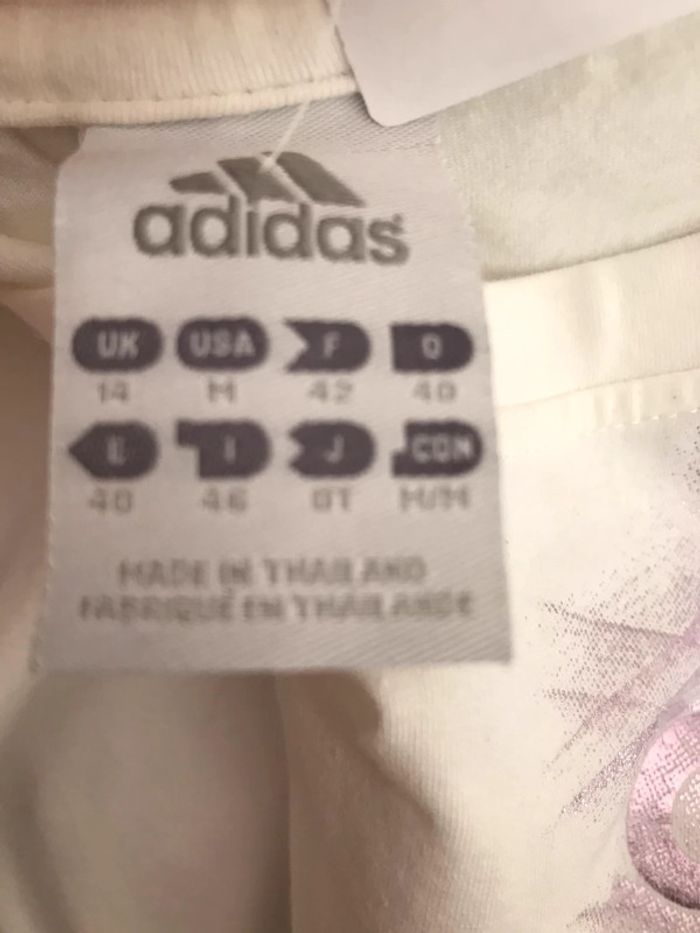 adidas
UK USA F D
14 M 42 40
E I J CDN
40 46 OT M/M
MADE IN THAILAND
FABRIQUÉ EN THAILANDE